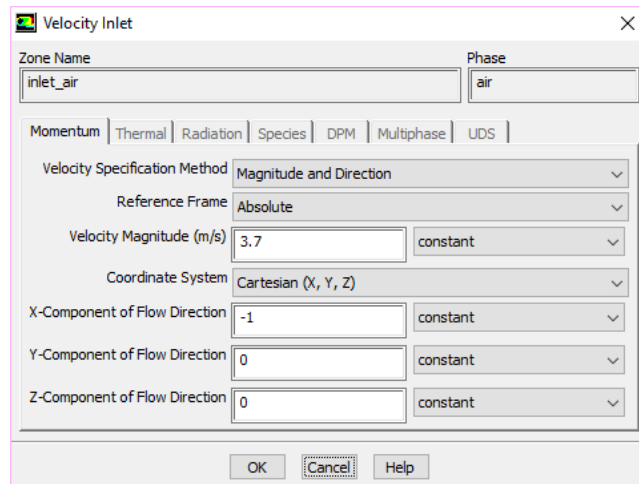 Velocity Inlet
Zone Name Phase
inlet_air air
Momentum Thermal Radiation Species DPM Multiphase UDS
Velocity Specification Method Magnitude and Direction
Reference Frame Absolute
Velocity Magnitude (m/s) 3.7 constant
Coordinate System Cartesian (X, Y, Z)
X-Component of Flow Direction -1 constant
Y-Component of Flow Direction 0 constant
Z-Component of Flow Direction 0 constant
OK Cancel Help